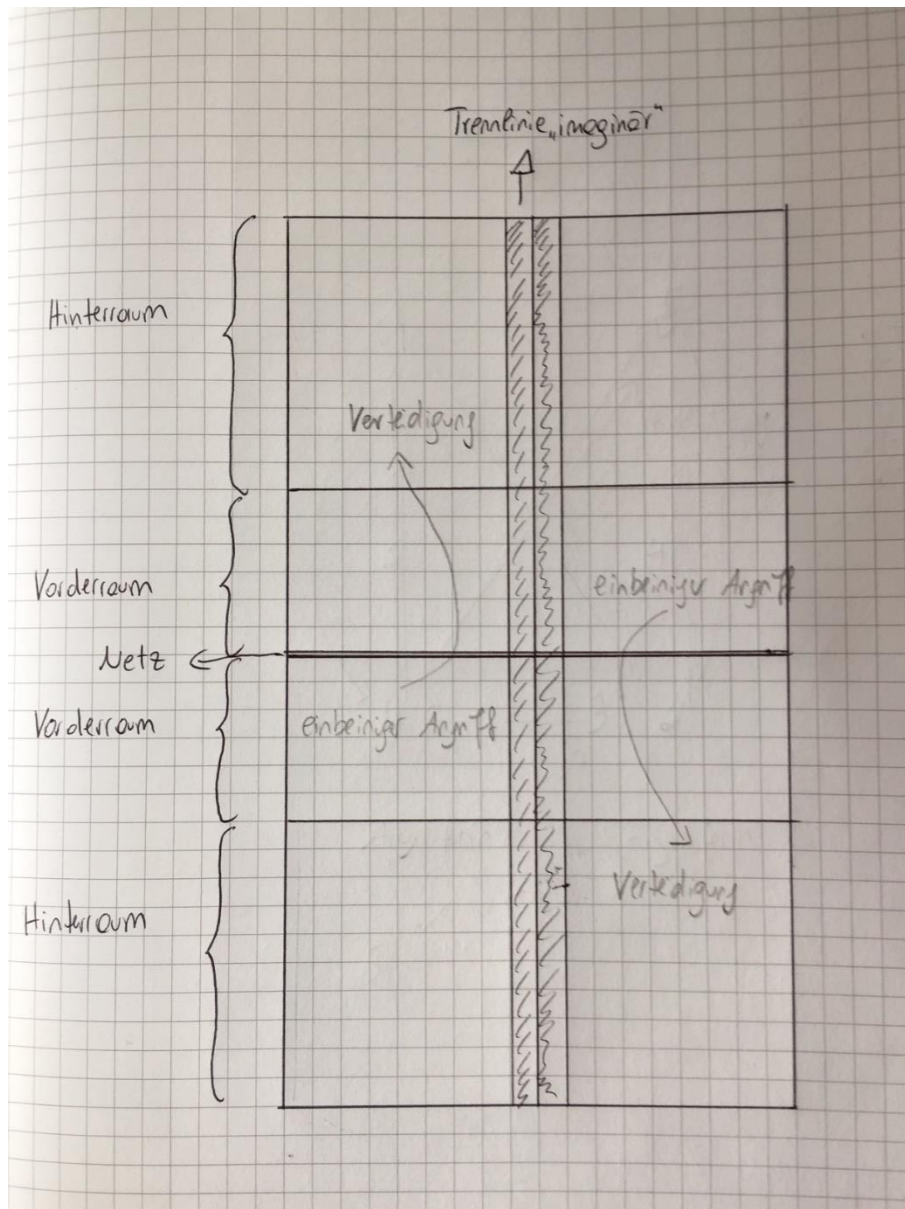 Trennlinie „imaginär"
Hinterraum
Verteidigung
Vorderraum
einbeiniger Angriff
Netz
Vorderraum
einbeiniger Angriff
Hinterraum
Verteidigung